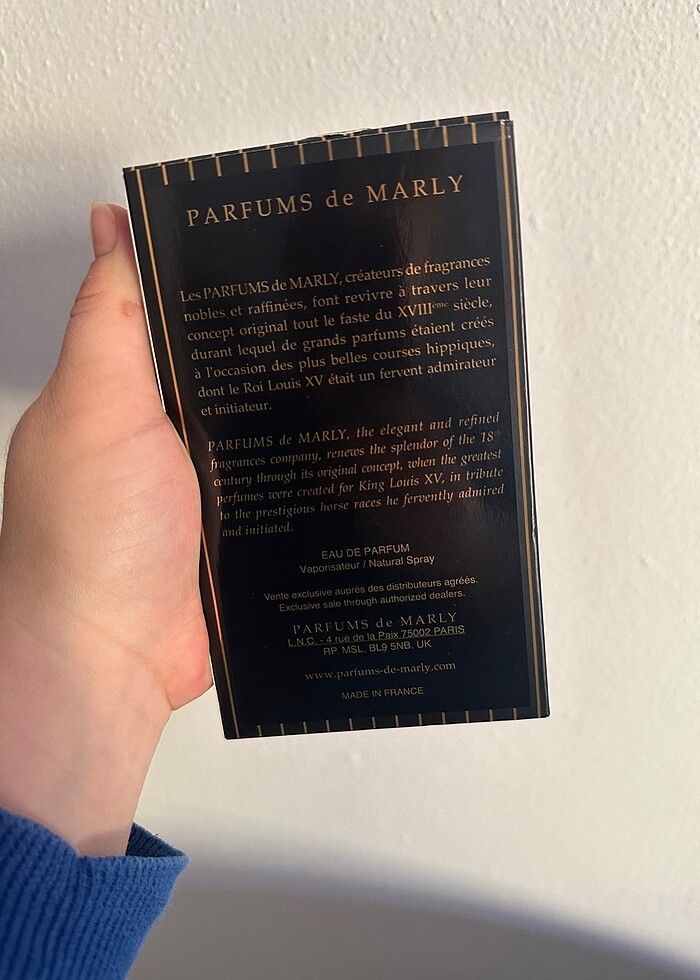 PARFUMS de MARLY
Les PARFUMS de MARLY, créateurs de fragrances
nobles et raffinées, font revivre à travers leur
concept original tout le faste du XVIIIème siècle,
durant lequel de grands parfums étaient créés
à l'occasion des plus belles courses hippiques,
dont le Roi Louis XV était un fervent admirateur
et initiateur.
PARFUMS de MARLY, the elegant and refined
fragrances company, renews the splendor of the 18th
century through its original concept, when the greatest
perfumes were created for King Louis XV, in tribute
to the prestigious horse races he fervently admired
and initiated.
EAU DE PARFUM
Vaporisateur / Natural Spray
Vente exclusive auprès des distributeurs agréés.
Exclusive sale through authorized dealers.
PARFUMS de MARLY
L.N.C. - 4 rue de la Paix 75002 PARIS
RP. MSL. BL9 5NB. UK
www.parfums-de-marly.com
MADE IN FRANCE